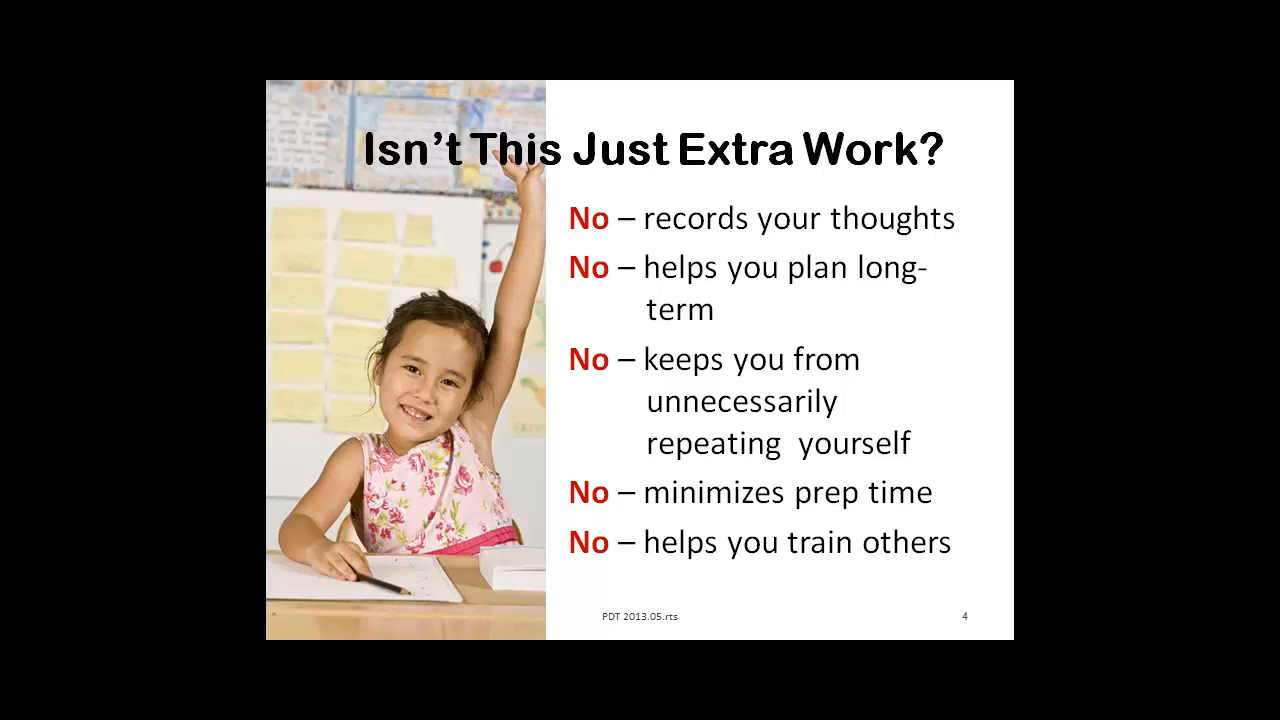 Isn't This Just Extra Work?
No – records your thoughts
No – helps you plan long-
term
No – keeps you from
unnecessarily
repeating  yourself
No – minimizes prep time
No – helps you train others
PDT 2013.05.rts
4